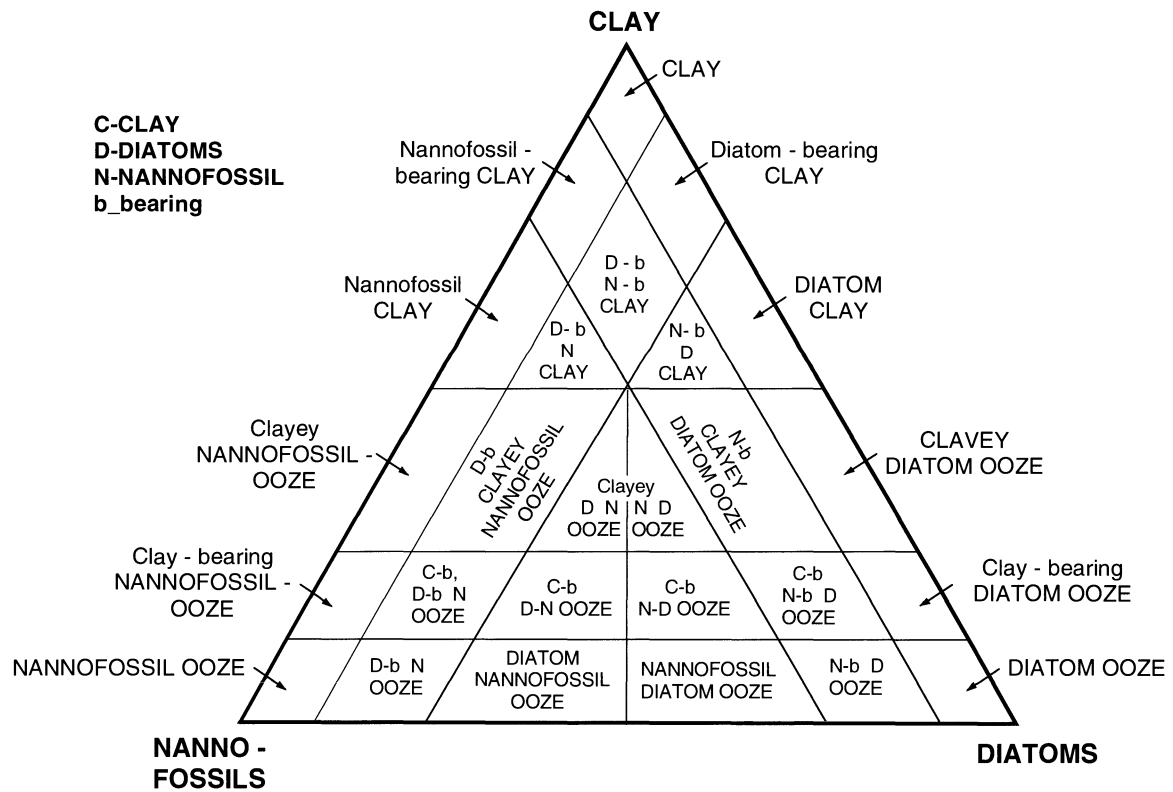 CLAY
CLAY
C-CLAY
D-DIATOMS
N-NANNOFOSSIL
b_bearing
Nannofossil -
bearing CLAY
Diatom - bearing
CLAY
D - b
N - b
CLAY
Nannofossil
CLAY
DIATOM
CLAY
D- b
N
CLAY
N- b
D
CLAY
Clayey
NANNOFOSSIL -
OOZE
D-b
CLAYEY
NANNOFOSSIL
OOZE
Clayey
D N N D
OOZE OOZE
N-b
CLAYEY
DIATOM OOZE
CLAVEY
DIATOM OOZE
Clay - bearing
NANNOFOSSIL -
OOZE
C-b,
D-b N
OOZE
C-b
D-N OOZE
C-b
N-D OOZE
C-b
N-b D
OOZE
Clay - bearing
DIATOM OOZE
NANNOFOSSIL OOZE
D-b N
OOZE
DIATOM
NANNOFOSSIL
OOZE
NANNOFOSSIL
DIATOM OOZE
N-b D
OOZE
DIATOM OOZE
NANNO -
FOSSILS
DIATOMS